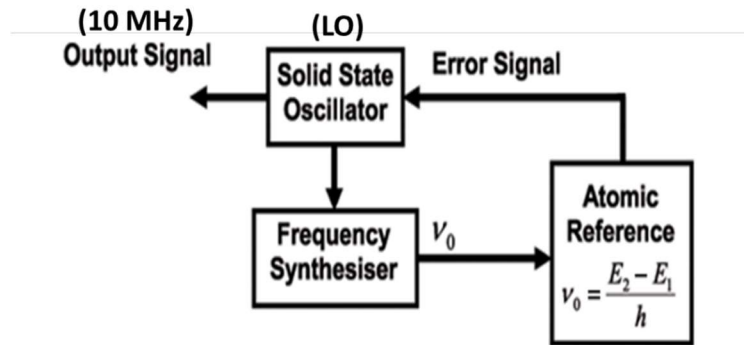 (10 MHz)
Output Signal
(LO)
Solid State
Oscillator
Error Signal
Frequency
Synthesiser
ν₀
Atomic
Reference
ν₀ = (E₂ – E₁) / h